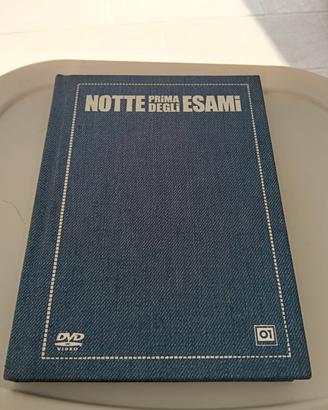 NOTTE PRiMA DEGLi ESAMi
DVD
VIDEO
01